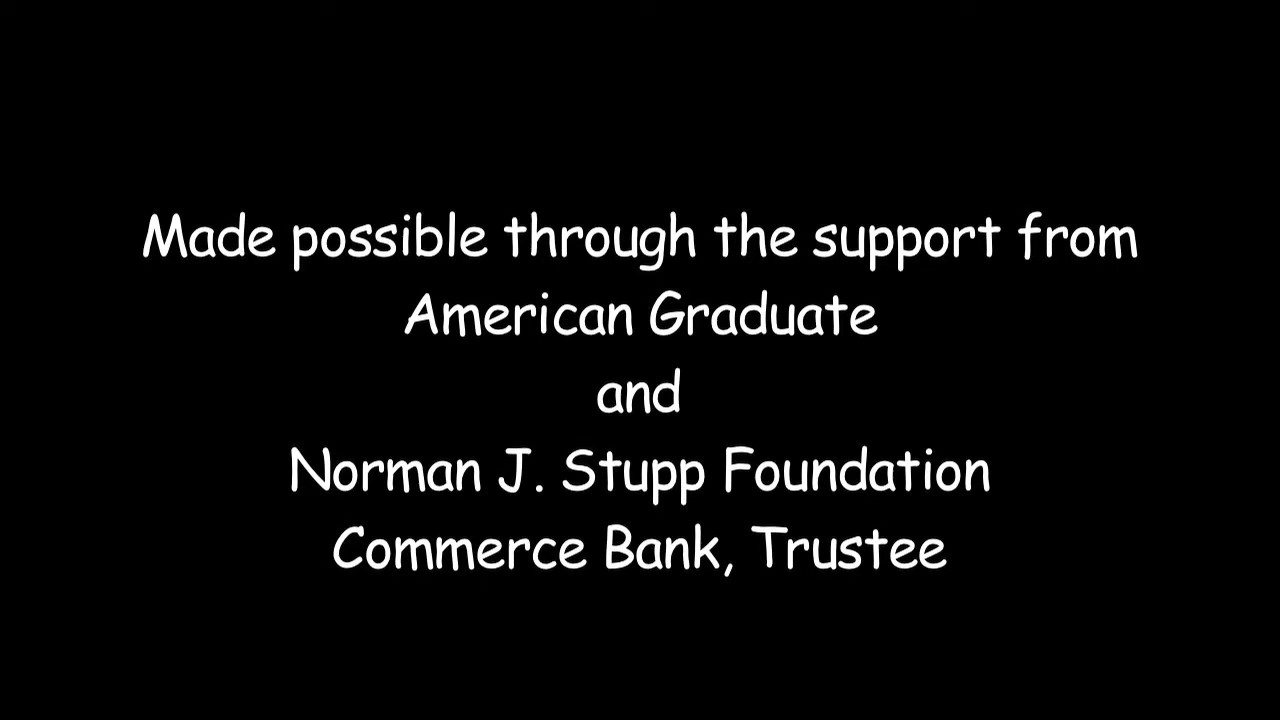 Made possible through the support from
American Graduate
and
Norman J. Stupp Foundation
Commerce Bank, Trustee